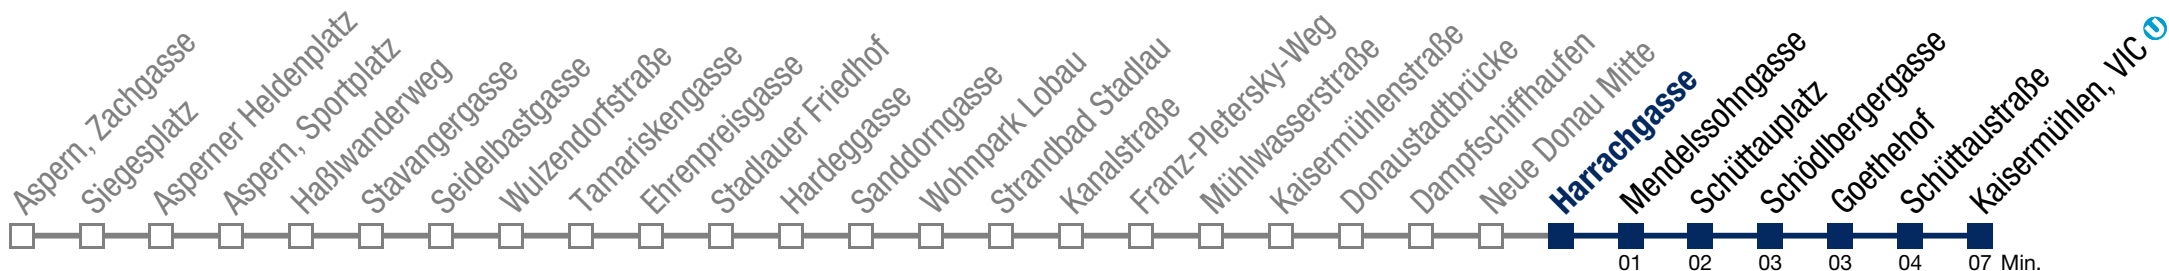 Aspern, Zachgasse
Siegesplatz
Asperner Heldenplatz
Aspern, Sportplatz
Haßlwanderweg
Stavangergasse
Seidelbastgasse
Wulzendorfstraße
Tamariskengasse
Ehrenpreisgasse
Stadlauer Friedhof
Hardeggasse
Sanddorngasse
Wohnpark Lobau
Strandbad Stadlau
Kanalstraße
Franz-Pletersky-Weg
Mühlwasserstraße
Kaisermühlenstraße
Donaustadtbrücke
Dampfschiffhaufen
Neue Donau Mitte
Harrachgasse
Mendelssohngasse
Schüttauplatz
Schödlbergergasse
Goethehof
Schüttaustraße
Kaisermühlen, VIC U
01 02 03 03 04 07 Min.